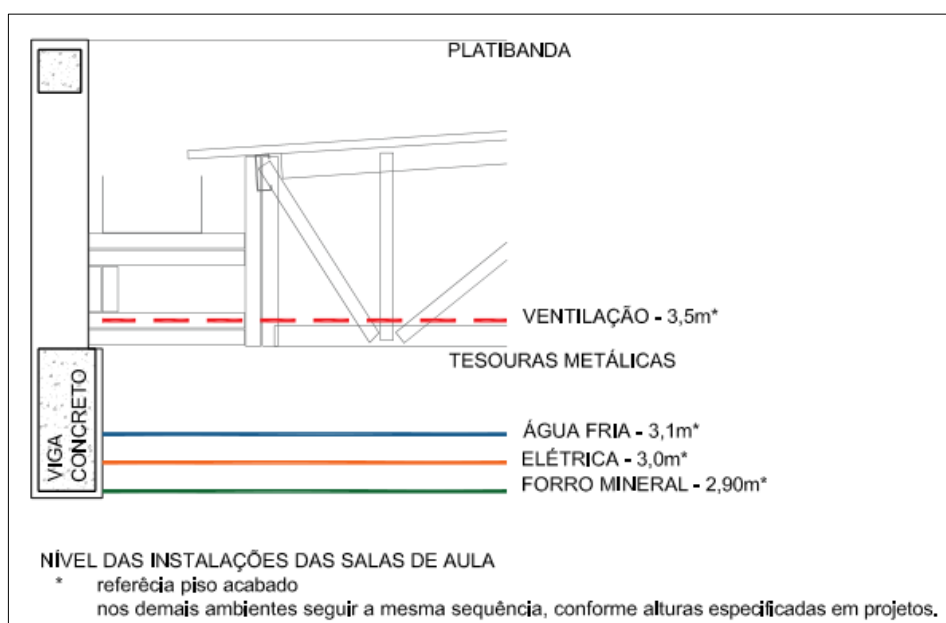 PLATIBANDA
VENTILAÇÃO - 3,5m*
TESOURAS METÁLICAS
VIGA
CONCRETO
ÁGUA FRIA - 3,1m*
ELÉTRICA - 3,0m*
FORRO MINERAL - 2,90m*
NÍVEL DAS INSTALAÇÕES DAS SALAS DE AULA
* referêcia piso acabado
nos demais ambientes seguir a mesma sequência, conforme alturas especificadas em projetos.